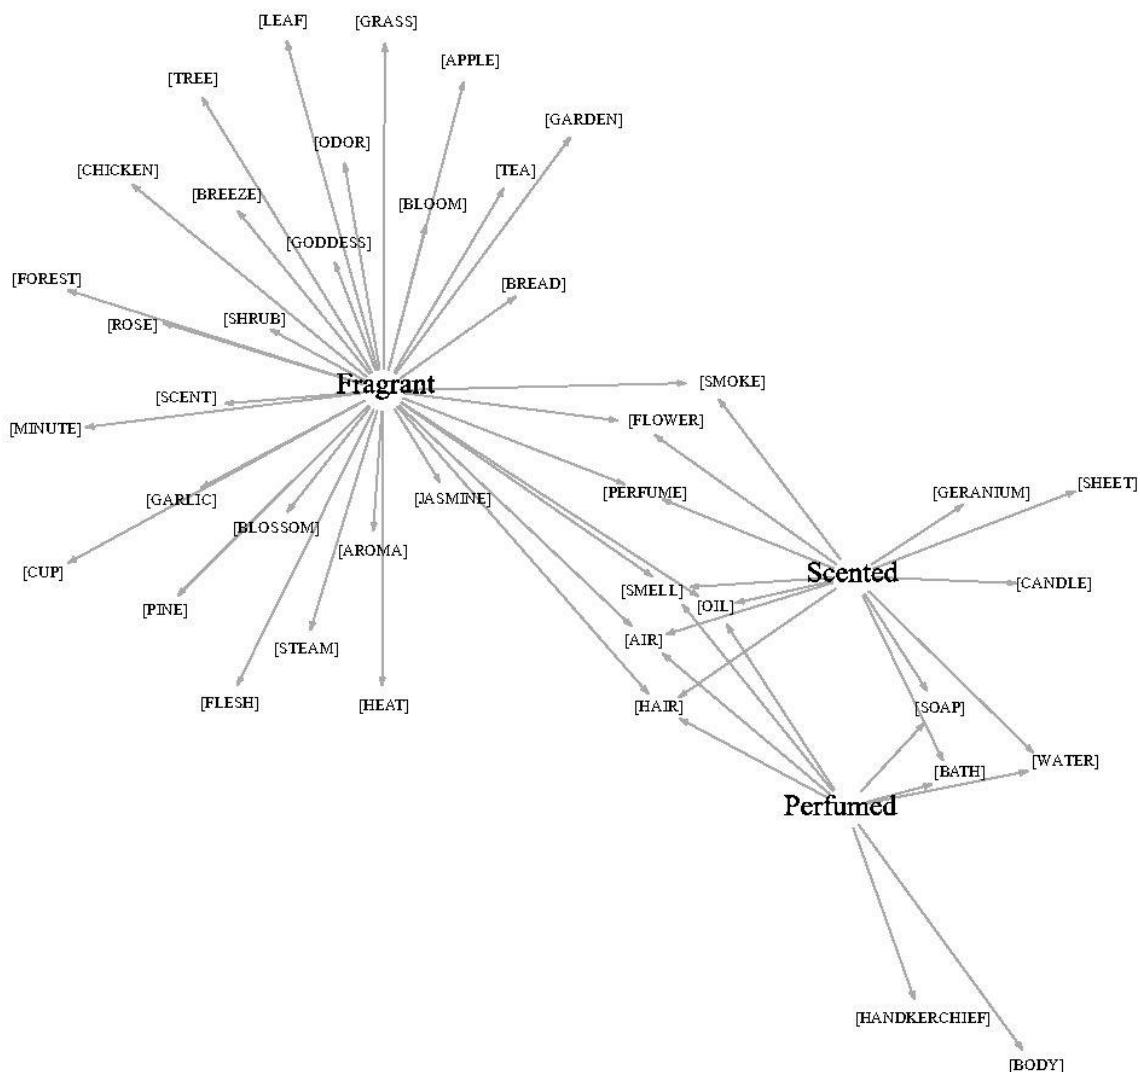 [LEAF]
[GRASS]
[APPLE]
[TREE]
[GARDEN]
[ODOR]
[CHICKEN]
[TEA]
[BREEZE]
[BLOOM]
[GODDESS]
[FOREST]
[BREAD]
[ROSE]
[SHRUB]
Fragrant
[SMOKE]
[SCENT]
[MINUTE]
[FLOWER]
[GARLIC]
[JASMINE]
[PERFUME]
[GERANIUM]
[SHEET]
[BLOSSOM]
[AROMA]
[CUP]
Scented
[CANDLE]
[PINE]
[SMELL]
[OIL]
[STEAM]
[AIR]
[FLESH]
[HEAT]
[HAIR]
[SOAP]
[BATH]
[WATER]
Perfumed
[HANDKERCHIEF]
[BODY]